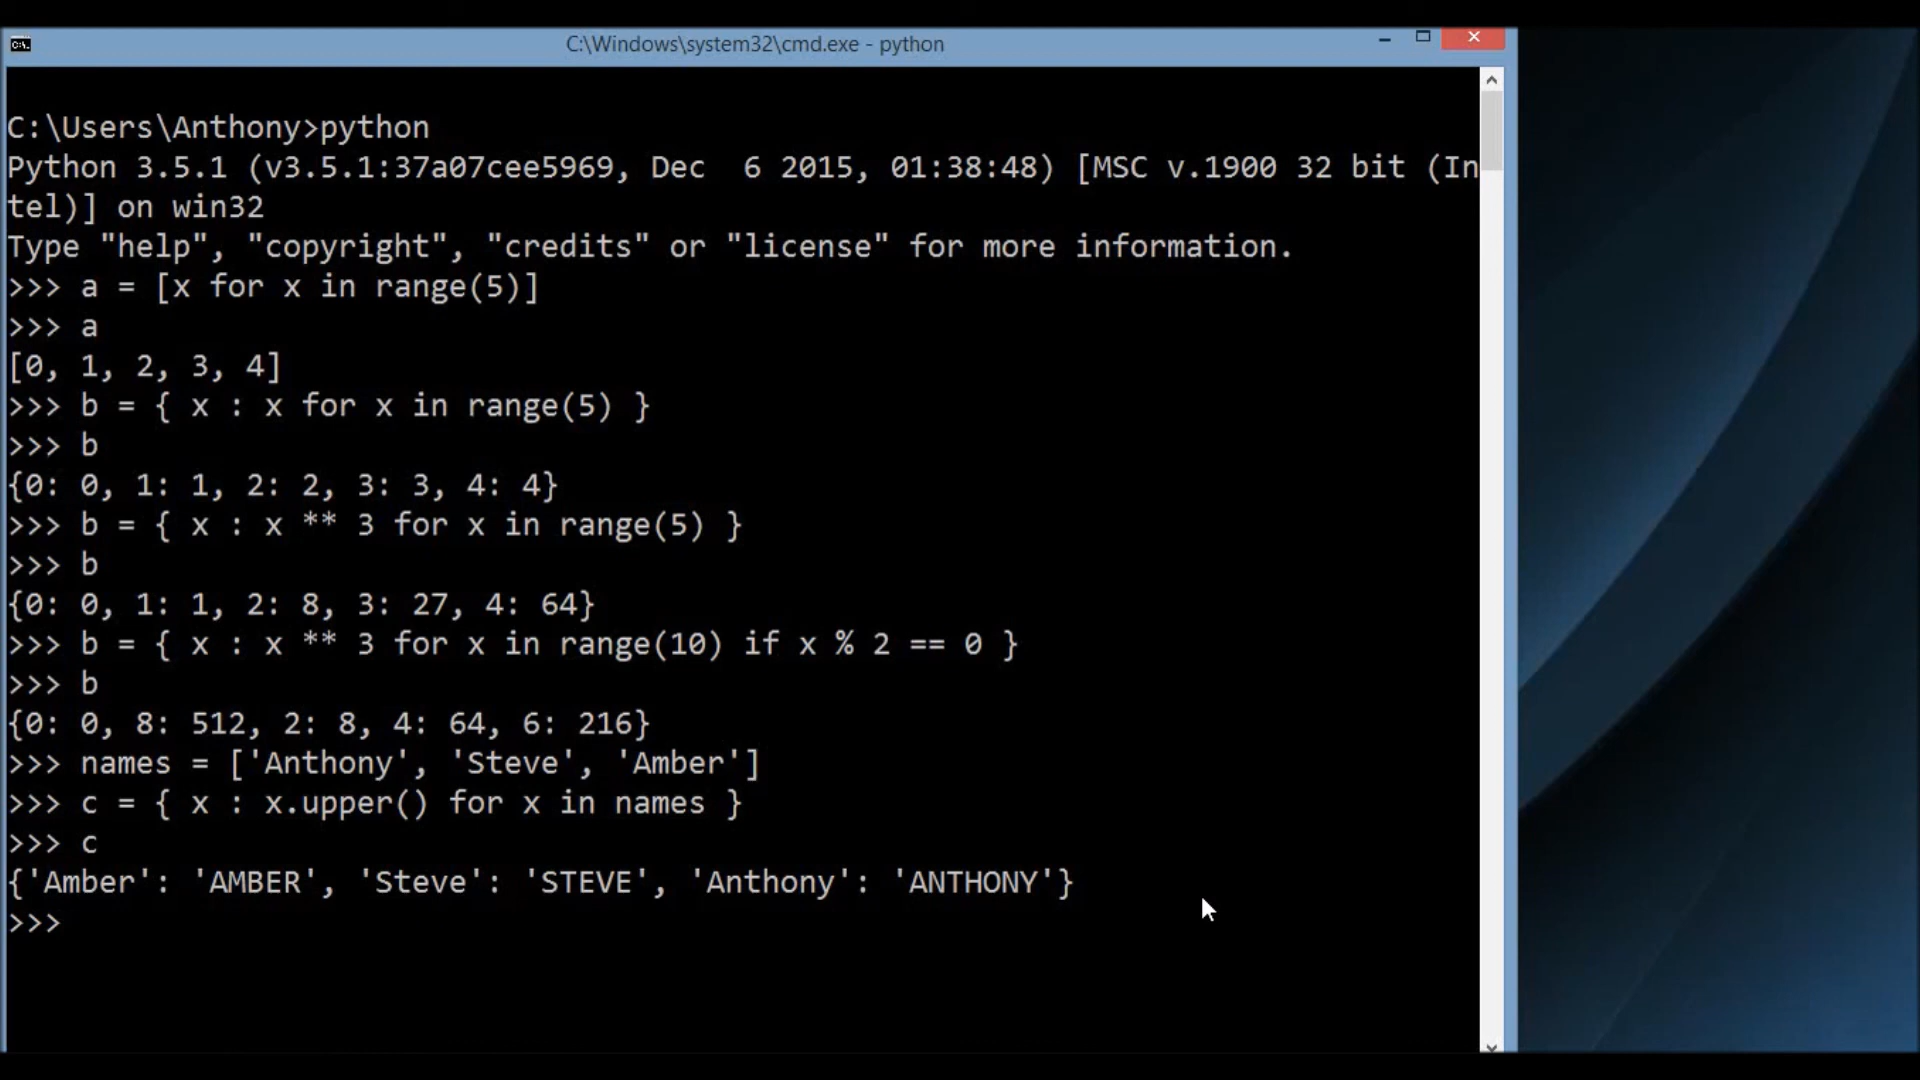 C:\Windows\system32\cmd.exe - python
C:\Users\Anthony>python
Python 3.5.1 (v3.5.1:37a07cee5969, Dec  6 2015, 01:38:48) [MSC v.1900 32 bit (In
tel)] on win32
Type "help", "copyright", "credits" or "license" for more information.
>>> a = [x for x in range(5)]
>>> a
[0, 1, 2, 3, 4]
>>> b = { x : x for x in range(5) }
>>> b
{0: 0, 1: 1, 2: 2, 3: 3, 4: 4}
>>> b = { x : x ** 3 for x in range(5) }
>>> b
{0: 0, 1: 1, 2: 8, 3: 27, 4: 64}
>>> b = { x : x ** 3 for x in range(10) if x % 2 == 0 }
>>> b
{0: 0, 8: 512, 2: 8, 4: 64, 6: 216}
>>> names = ['Anthony', 'Steve', 'Amber']
>>> c = { x : x.upper() for x in names }
>>> c
{'Amber': 'AMBER', 'Steve': 'STEVE', 'Anthony': 'ANTHONY'}
>>>